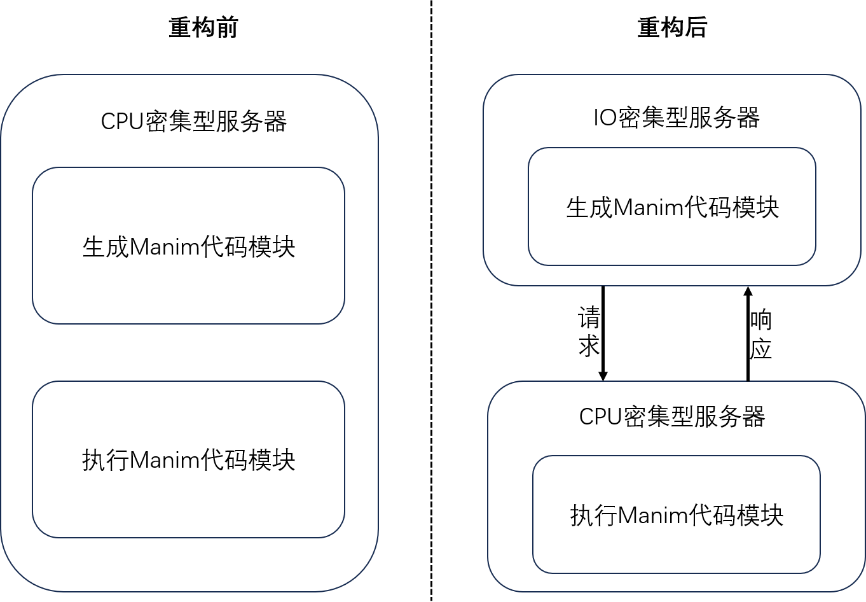 重构前
CPU密集型服务器
生成Manim代码模块
执行Manim代码模块
重构后
IO密集型服务器
生成Manim代码模块
请求
响应
CPU密集型服务器
执行Manim代码模块